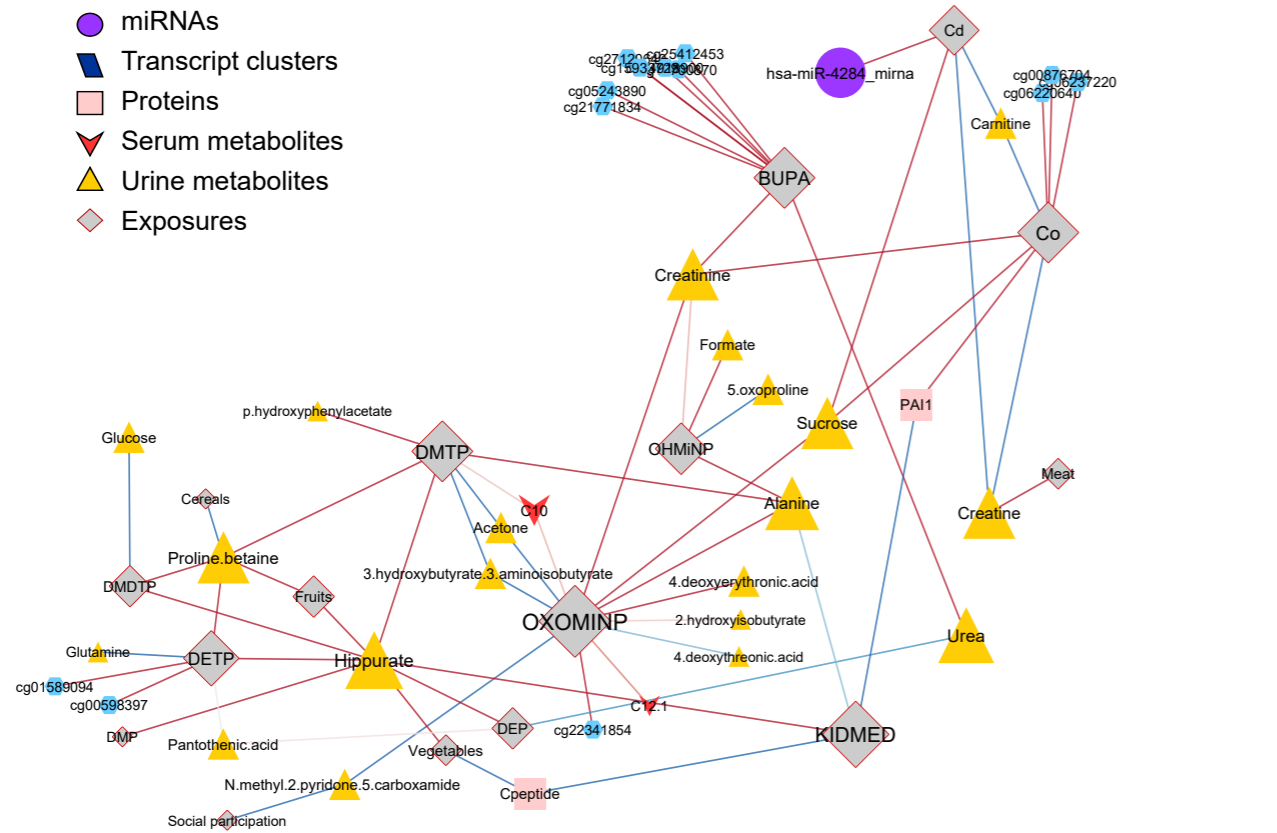 miRNAs
Transcript clusters
Proteins
Serum metabolites
Urine metabolites
Exposures
Cd
hsa-miR-4284_mirna
cg25412453
cg05243890
cg21771834
cg00876704
cg06237220
Carnitine
BUPA
Co
Creatinine
Formate
5.oxoproline
p.hydroxyphenylacetate
PAI1
Sucrose
Glucose
DMTP
OHMiNP
Meat
Cereals
C10
Alanine
Creatine
Acetone
Proline.betaine
3.hydroxybutyrate.3.aminoisobutyrate
4.deoxyerythronic.acid
DMDTP
Fruits
OXOMINP
2.hydroxyisobutyrate
Urea
Glutamine
DETP
Hippurate
4.deoxythreonic.acid
cg01589094
cg00598397
C12.1
DMP
Pantothenic.acid
DEP
cg22341854
KIDMED
Vegetables
N.methyl.2.pyridone.5.carboxamide
Cpeptide
Social participation